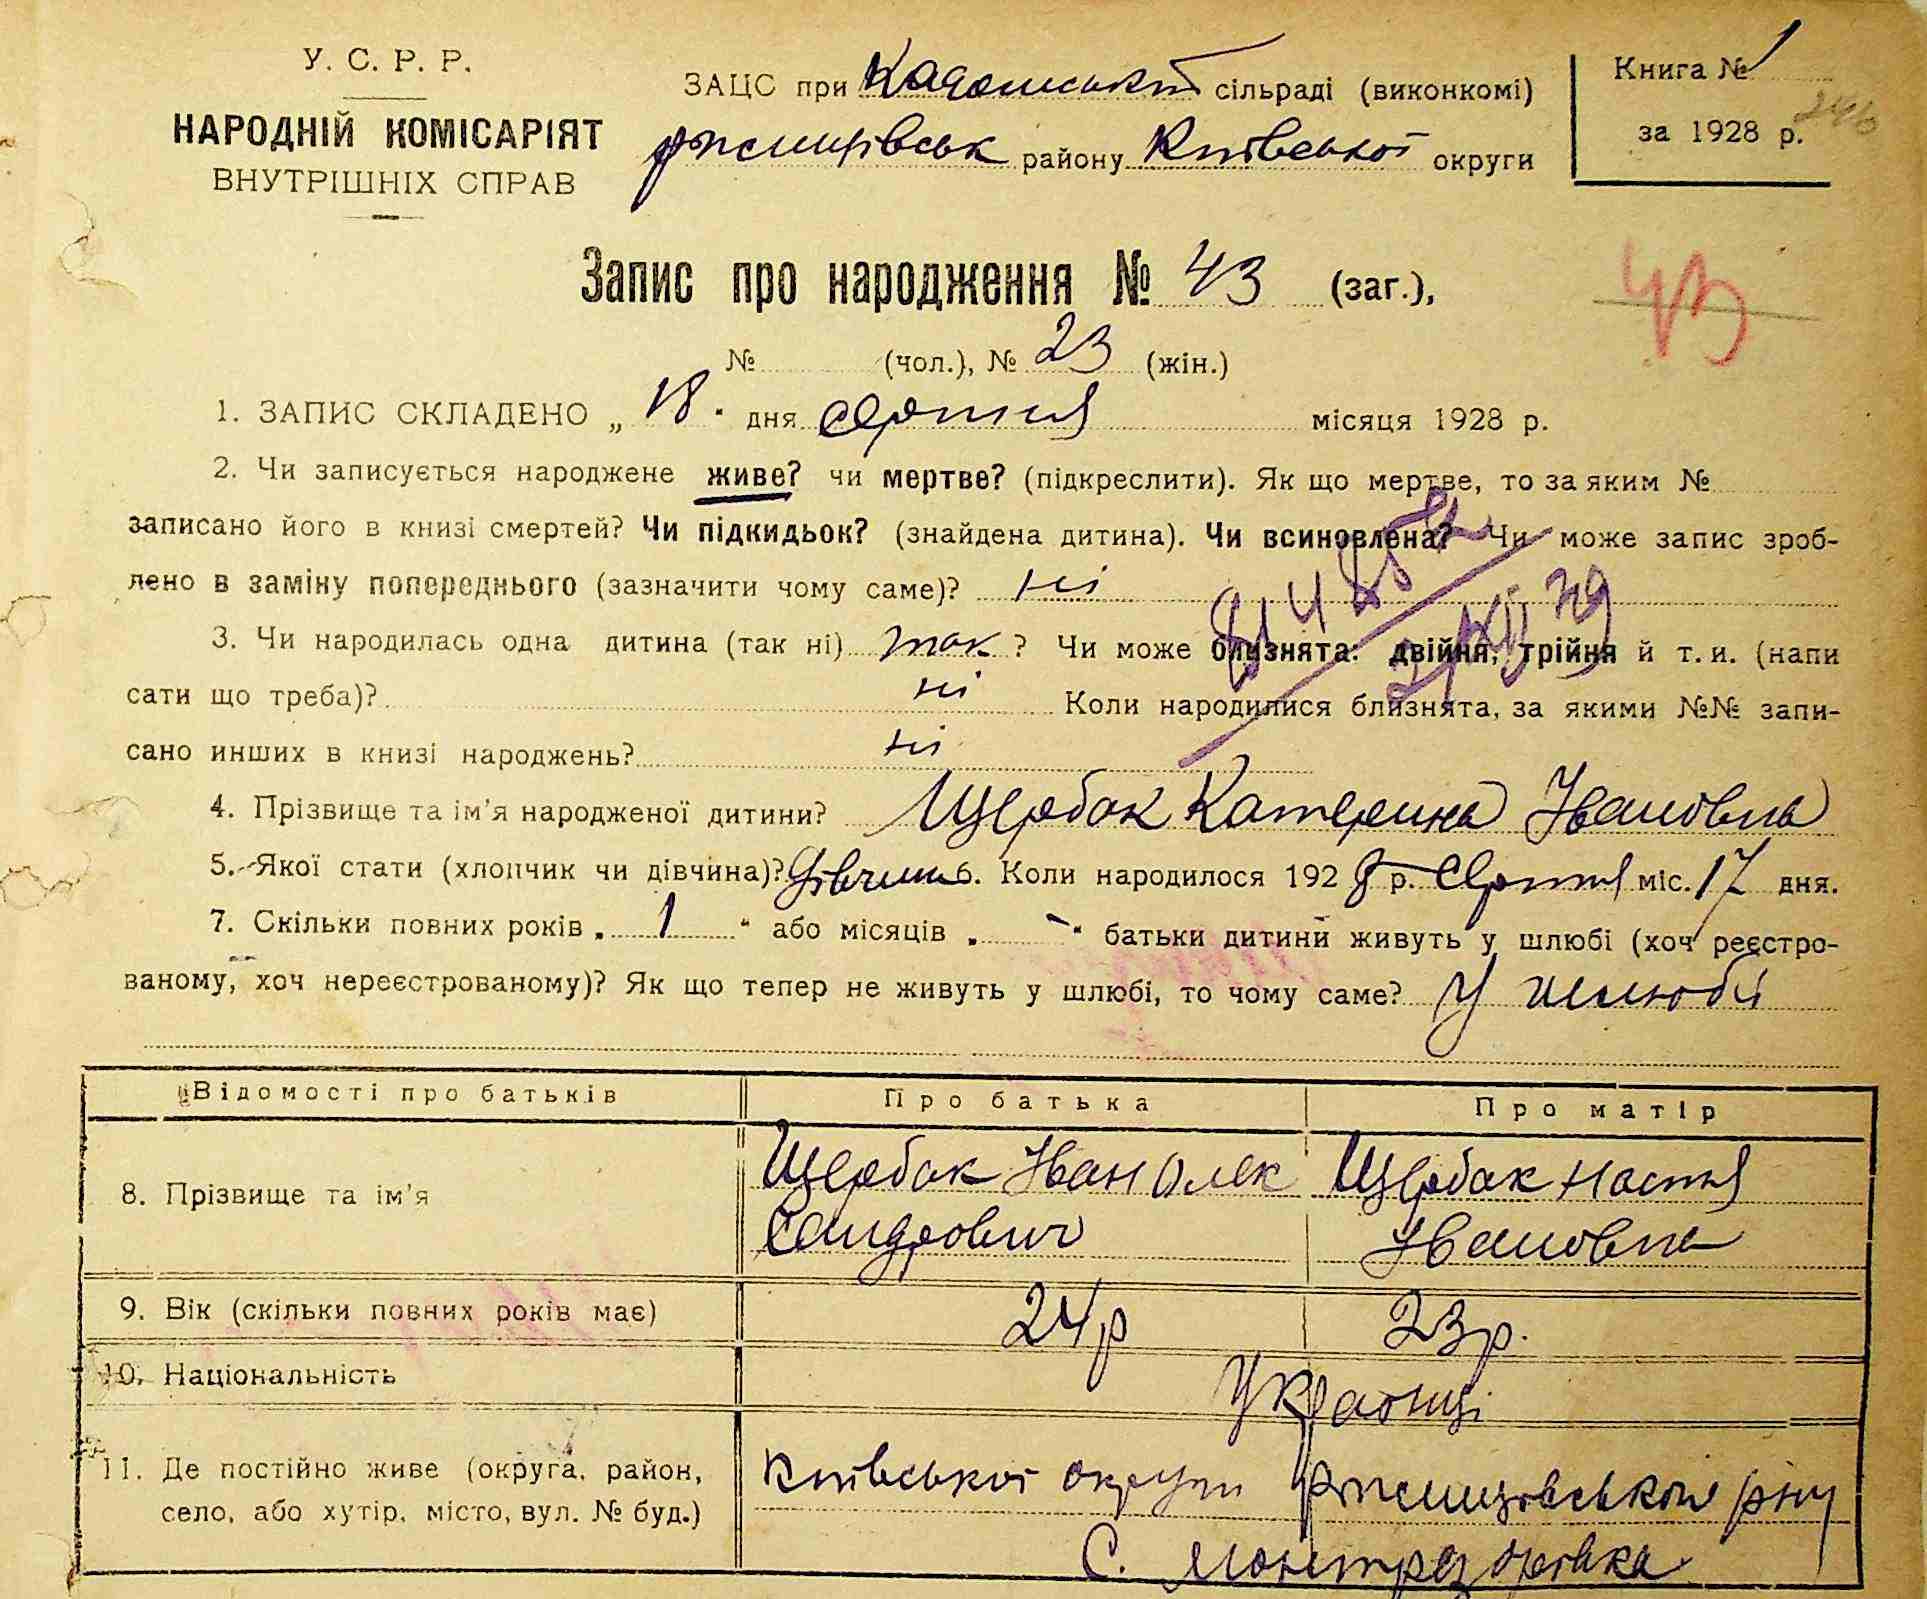 У. С. Р. Р.
НАРОДНІЙ КОМІСАРІЯТ
ВНУТРІШНІХ СПРАВ
ЗАЦС при сільраді (виконкомі)
ржищівськ району Київської округи
Книга № 1
за 1928 р.
Запис про народження № 43 (заг.),
43
№ (чол.), № 23 (жін.)
1. ЗАПИС СКЛАДЕНО „ 18 " дня серпня місяця 1928 р.
2. Чи записується народжене живе? чи мертве? (підкреслити). Як що мертве, то за яким №
записано його в книзі смертей? Чи підкидьок? (знайдена дитина). Чи всиновлена? Чи може запис зроб-
лено в заміну попереднього (зазначити чому саме)? ні
3. Чи народилась одна дитина (так ні) так ? Чи може близнята: двійня, трійня й т. и. (напи
сати що треба)? ні Коли народилися близнята, за якими №№ запи-
сано инших в книзі народжень? ні
4. Прізвище та ім'я народженої дитини? Щербак Катерина Івановна
5. Якої стати (хлопчик чи дівчина)? дівчина 6. Коли народилося 1928 р. серпня міс. 17 дня.
7. Скільки повних років „ 1 " або місяців „ - " батьки дитини живуть у шлюбі (хоч реєстро-
ваному, хоч нереєстрованому)? Як що тепер не живуть у шлюбі, то чому саме? У шлюбі
Відомості про батьків Про батька Про матір
8. Прізвище та ім'я Щербак Іван Олек Щербак Настя
Сандрович Івановна
9. Вік (скільки повних років має) 24р 23р.
10. Національність Українці
11. Де постійно живе (округа, район, Київської округи Ржищовськой р-ну
село, або хутір, місто, вул. № буд.) С. Монтрезорівка